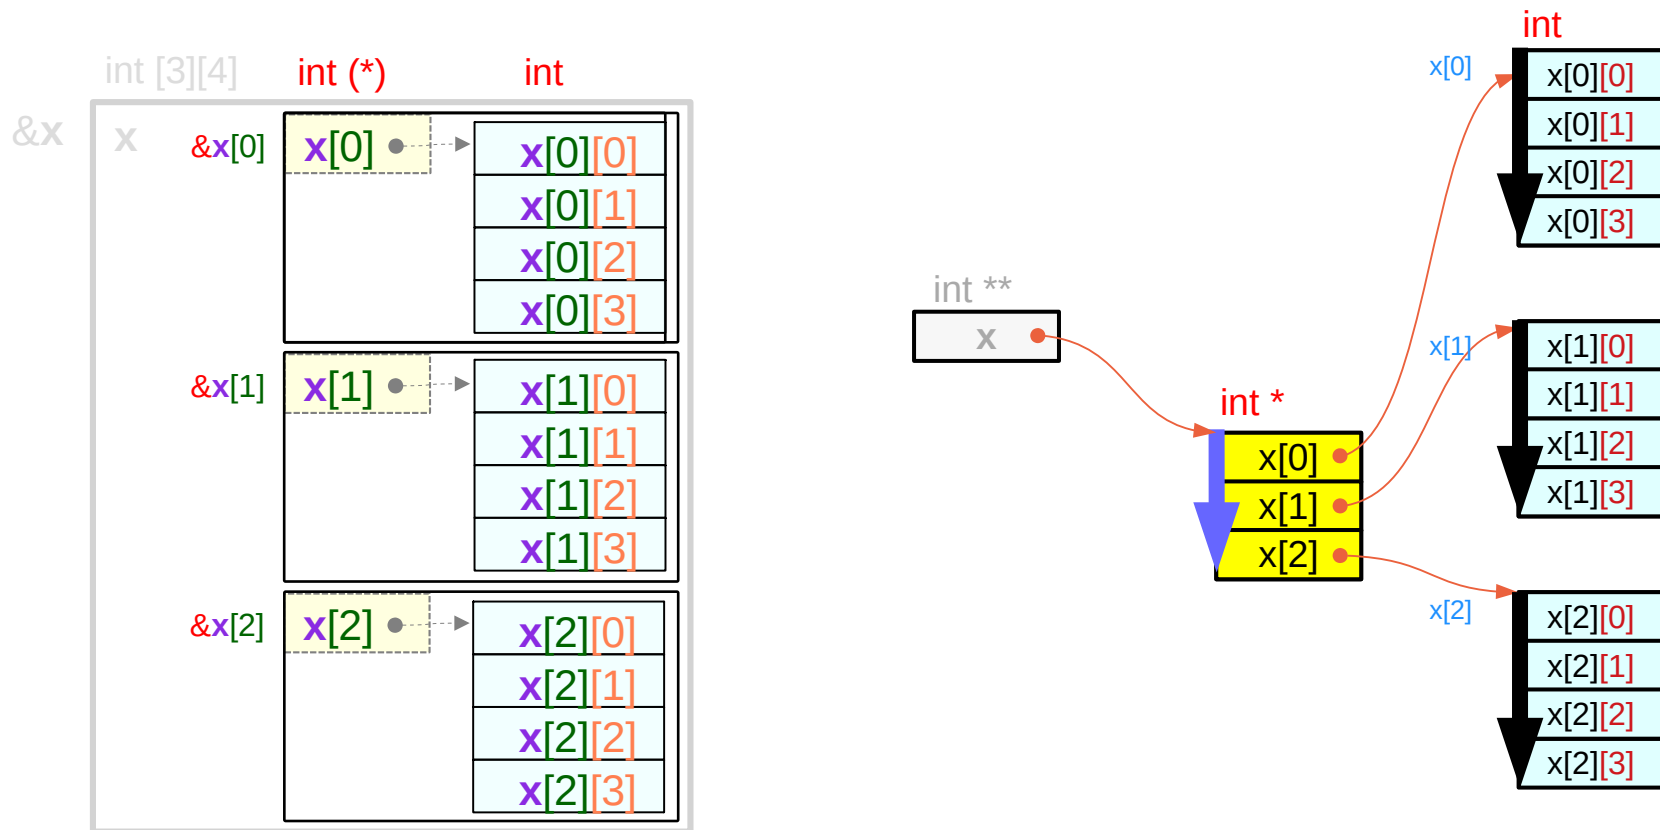 int [3][4]
int (*)
int
&x
x
&x[0]
x[0]
x[0][0]
x[0][1]
x[0][2]
x[0][3]
&x[1]
x[1]
x[1][0]
x[1][1]
x[1][2]
x[1][3]
&x[2]
x[2]
x[2][0]
x[2][1]
x[2][2]
x[2][3]
int **
x
int *
x[0]
x[1]
x[2]
int
x[0]
x[0][0]
x[0][1]
x[0][2]
x[0][3]
x[1]
x[1][0]
x[1][1]
x[1][2]
x[1][3]
x[2]
x[2][0]
x[2][1]
x[2][2]
x[2][3]